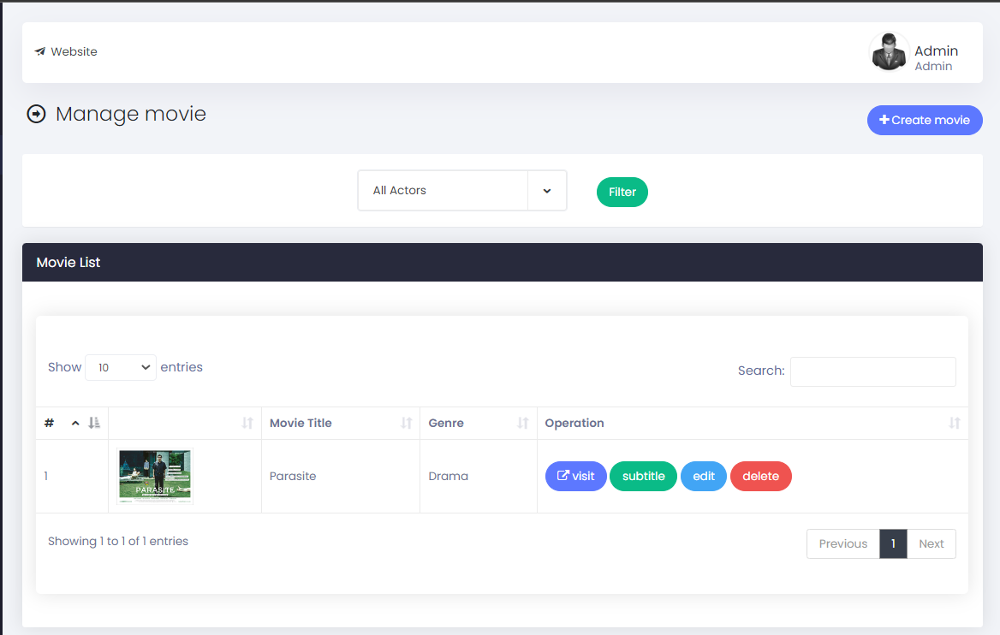 Website
Admin
Admin
Manage movie
Create movie
All Actors
Filter
Movie List
Show 10 entries
Search:
# Movie Title Genre Operation
1 PARASITE Parasite Drama visit subtitle edit delete
Showing 1 to 1 of 1 entries
Previous 1 Next